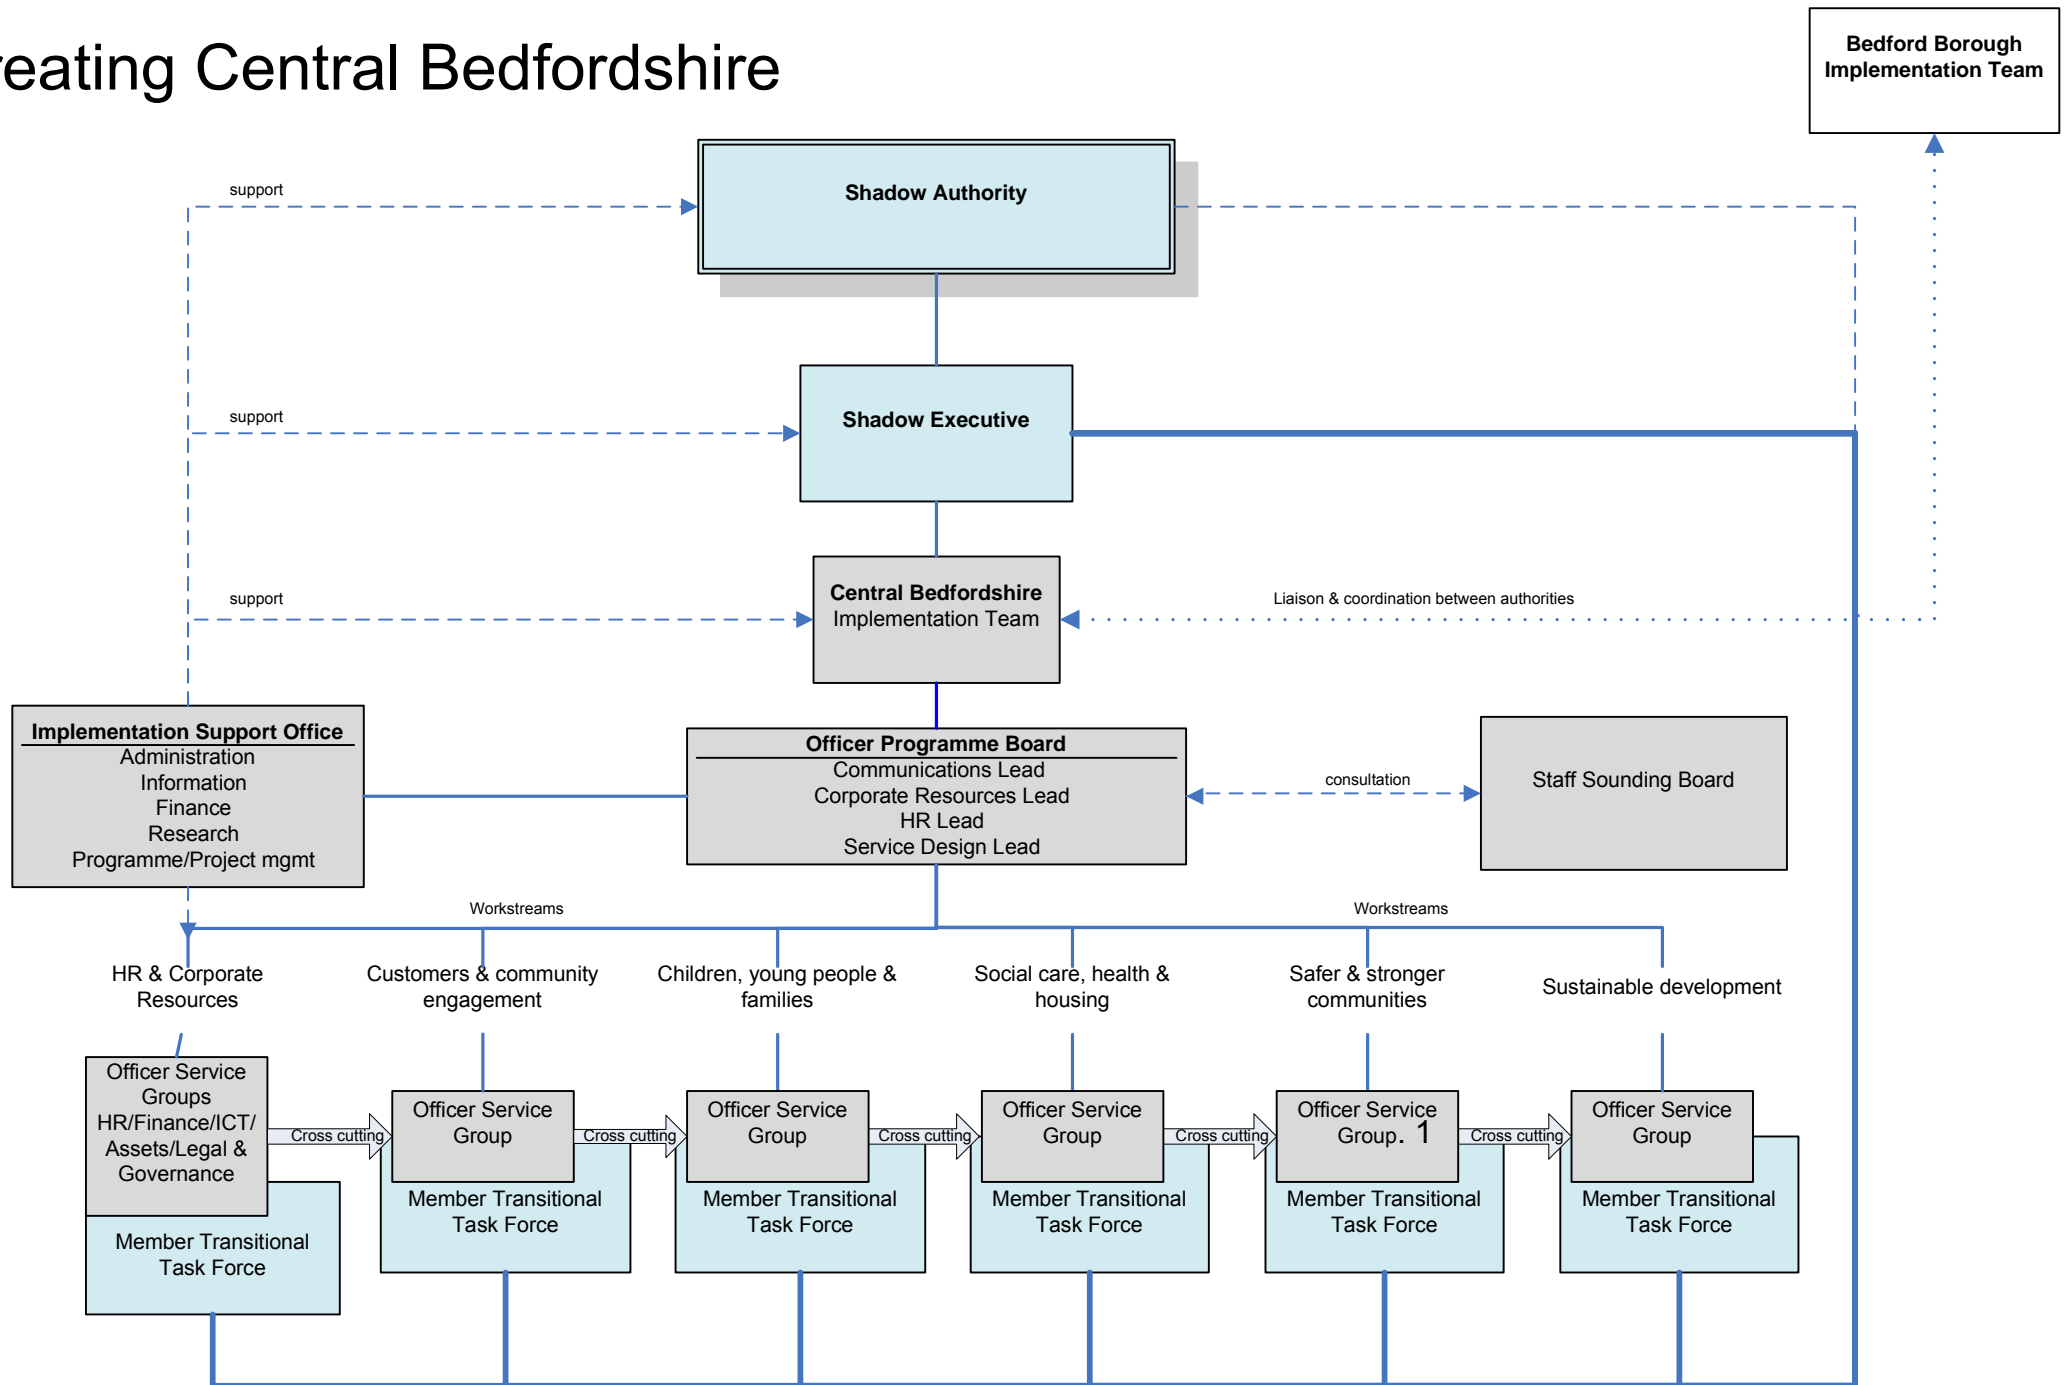 reating Central Bedfordshire
Bedford Borough
Implementation Team
support
Shadow Authority
support
Shadow Executive
support
Central Bedfordshire
Implementation Team
Liaison & coordination between authorities
Implementation Support Office
Administration
Information
Finance
Research
Programme/Project mgmt
Officer Programme Board
Communications Lead
Corporate Resources Lead
HR Lead
Service Design Lead
consultation
Staff Sounding Board
Workstreams
Workstreams
HR & Corporate
Resources
Customers & community
engagement
Children, young people &
families
Social care, health &
housing
Safer & stronger
communities
Sustainable development
Officer Service
Groups
HR/Finance/ICT/
Assets/Legal &
Governance
Cross cutting
Officer Service
Group
Cross cutting
Officer Service
Group
Cross cutting
Officer Service
Group
Cross cutting
Officer Service
Group. 1
Cross cutting
Officer Service
Group
Member Transitional
Task Force
Member Transitional
Task Force
Member Transitional
Task Force
Member Transitional
Task Force
Member Transitional
Task Force
Member Transitional
Task Force